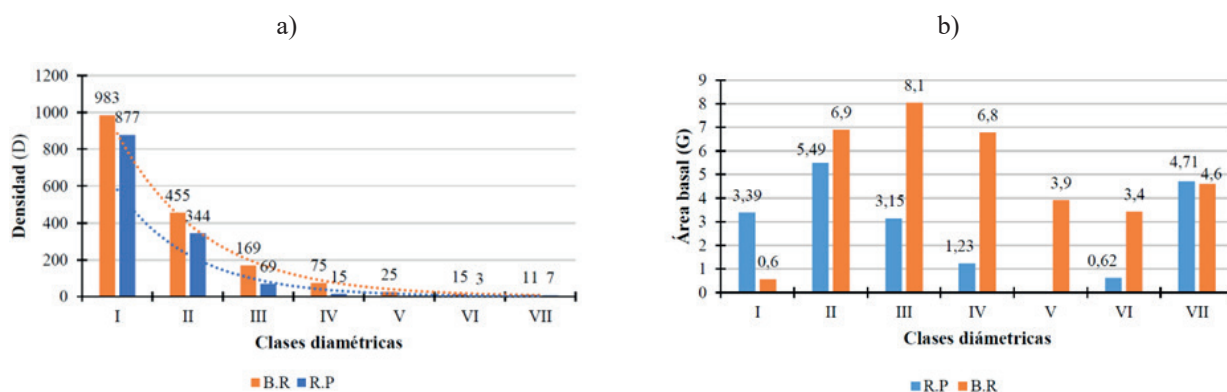 a)
1200
1000
800
600
400
200
0
Densidad (D)
983
877
455
344
169
69
75
15
25
15
3
11
7
I
II
III
IV
V
VI
VII
Clases diamétricas
B.R
R.P
b)
9
8
7
6
5
4
3
2
1
0
Área basal (G)
3,39
0,6
5,49
6,9
3,15
8,1
1,23
6,8
3,9
0,62
3,4
4,71
4,6
I
II
III
IV
V
VI
VII
Clases diámetricas
R.P
B.R